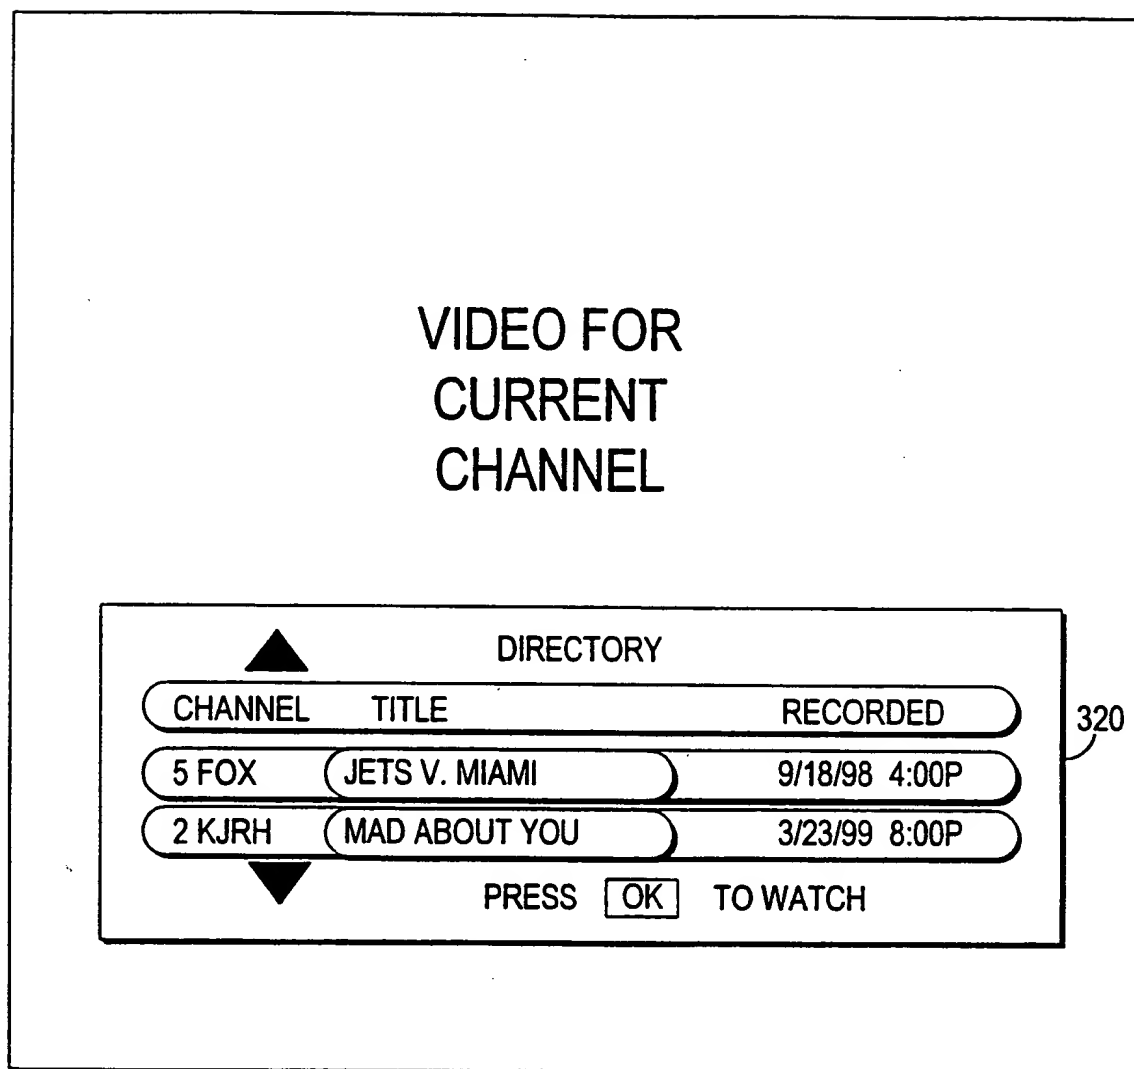 VIDEO FOR
CURRENT
CHANNEL
DIRECTORY
CHANNEL TITLE RECORDED
5 FOX JETS V. MIAMI 9/18/98 4:00P
2 KJRH MAD ABOUT YOU 3/23/99 8:00P
PRESS OK TO WATCH
320